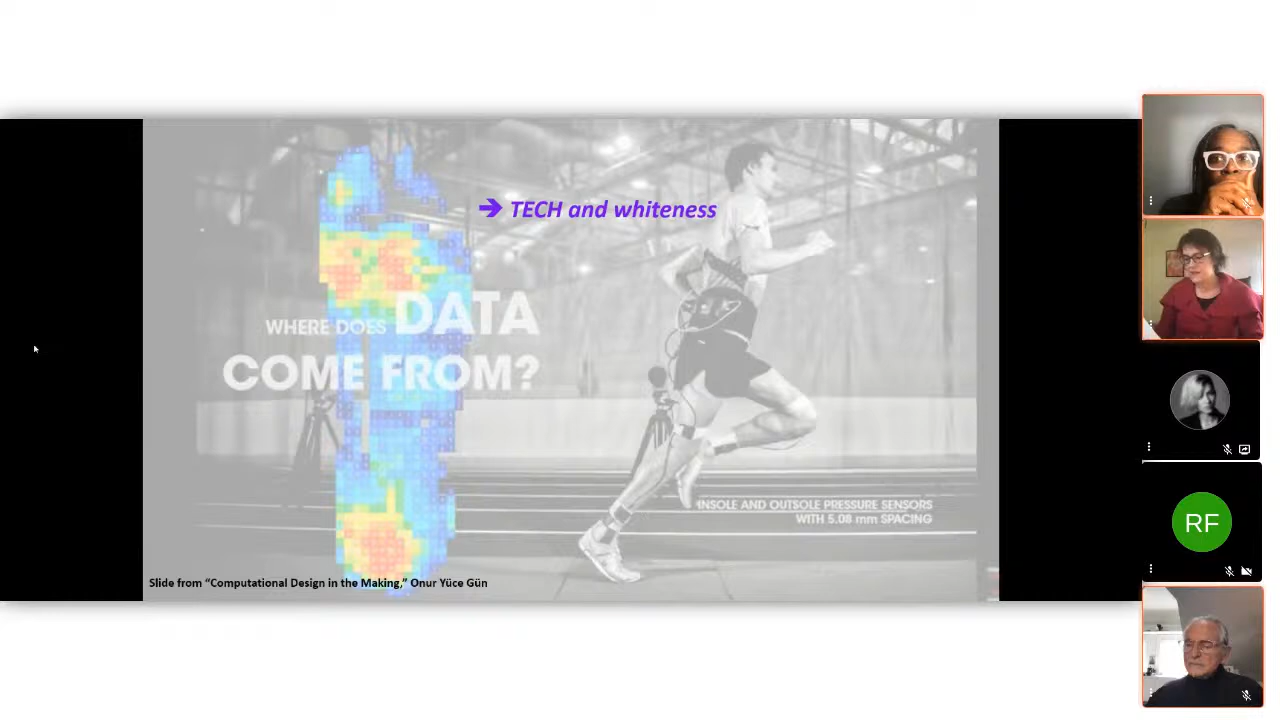 ➔ TECH and whiteness
WHERE DOES DATA
COME FROM?
INSOLE AND OUTSOLE PRESSURE SENSORS
WITH 5.08 mm SPACING
Slide from “Computational Design in the Making,” Onur Yüce Gün
RF